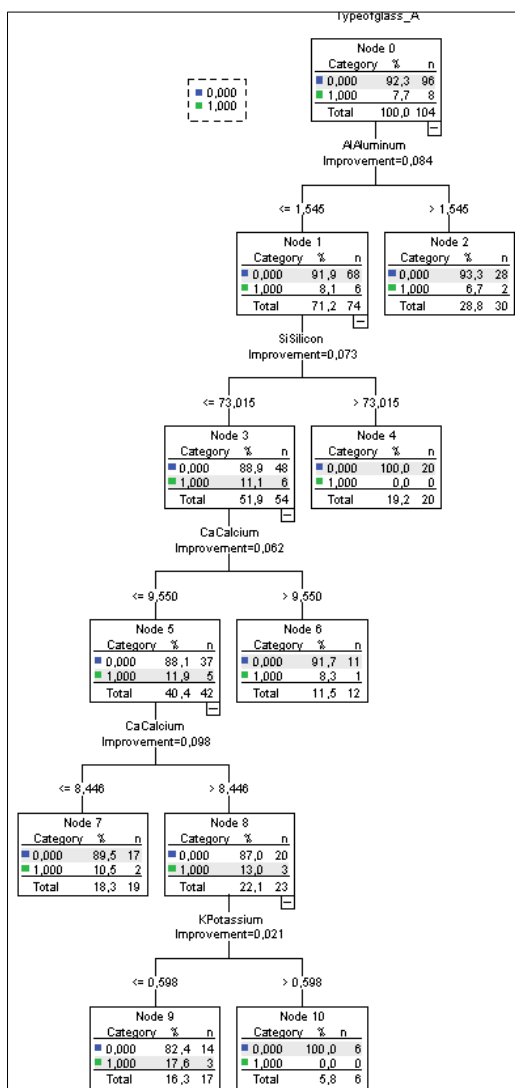 Typeofglass_A
0,000
1,000
Node 0
Category % n
0,000 92,3 96
1,000 7,7 8
Total 100,0 104
AlAluminum
Improvement=0,084
<= 1,545
> 1,545
Node 1
Category % n
0,000 91,9 68
1,000 8,1 6
Total 71,2 74
Node 2
Category % n
0,000 93,3 28
1,000 6,7 2
Total 28,8 30
SiSilicon
Improvement=0,073
<= 73,015
> 73,015
Node 3
Category % n
0,000 88,9 48
1,000 11,1 6
Total 51,9 54
Node 4
Category % n
0,000 100,0 20
1,000 0,0 0
Total 19,2 20
CaCalcium
Improvement=0,062
<= 9,550
> 9,550
Node 5
Category % n
0,000 88,1 37
1,000 11,9 5
Total 40,4 42
Node 6
Category % n
0,000 91,7 11
1,000 8,3 1
Total 11,5 12
CaCalcium
Improvement=0,098
<= 8,446
> 8,446
Node 7
Category % n
0,000 89,5 17
1,000 10,5 2
Total 18,3 19
Node 8
Category % n
0,000 87,0 20
1,000 13,0 3
Total 22,1 23
KPotassium
Improvement=0,021
<= 0,598
> 0,598
Node 9
Category % n
0,000 82,4 14
1,000 17,6 3
Total 16,3 17
Node 10
Category % n
0,000 100,0 6
1,000 0,0 0
Total 5,8 6